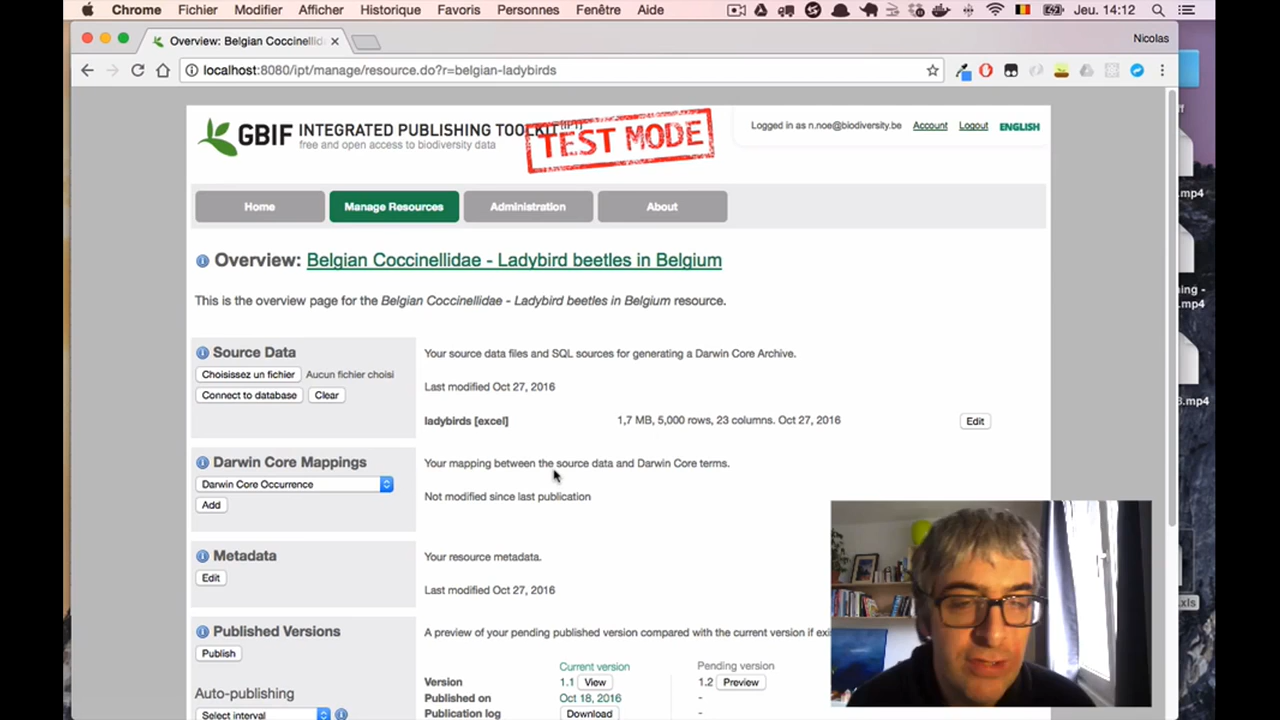 Chrome Fichier Modifier Afficher Historique Favoris Personnes Fenêtre Aide Jeu. 14:12
Overview: Belgian Coccinellid Nicolas
localhost:8080/ipt/manage/resource.do?r=belgian-ladybirds
GBIF INTEGRATED PUBLISHING TOOLKIT (IPT)
free and open access to biodiversity data
TEST MODE
Logged in as n.noe@biodiversity.be Account Logout ENGLISH
Home Manage Resources Administration About
Overview: Belgian Coccinellidae - Ladybird beetles in Belgium
This is the overview page for the Belgian Coccinellidae - Ladybird beetles in Belgium resource.
Source Data
Choisissez un fichier Aucun fichier choisi
Connect to database Clear
Your source data files and SQL sources for generating a Darwin Core Archive.
Last modified Oct 27, 2016
ladybirds [excel] 1,7 MB, 5,000 rows, 23 columns. Oct 27, 2016 Edit
Darwin Core Mappings
Darwin Core Occurrence
Add
Your mapping between the source data and Darwin Core terms.
Not modified since last publication
Metadata
Edit
Your resource metadata.
Last modified Oct 27, 2016
Published Versions
Publish
A preview of your pending published version compared with the current version if exi
Current version Pending version
Version 1.1 View 1.2 Preview
Published on Oct 18, 2016 -
Publication log Download -
Auto-publishing
Select interval
.mp4
ning -
.mp4
3.mp4
.xls